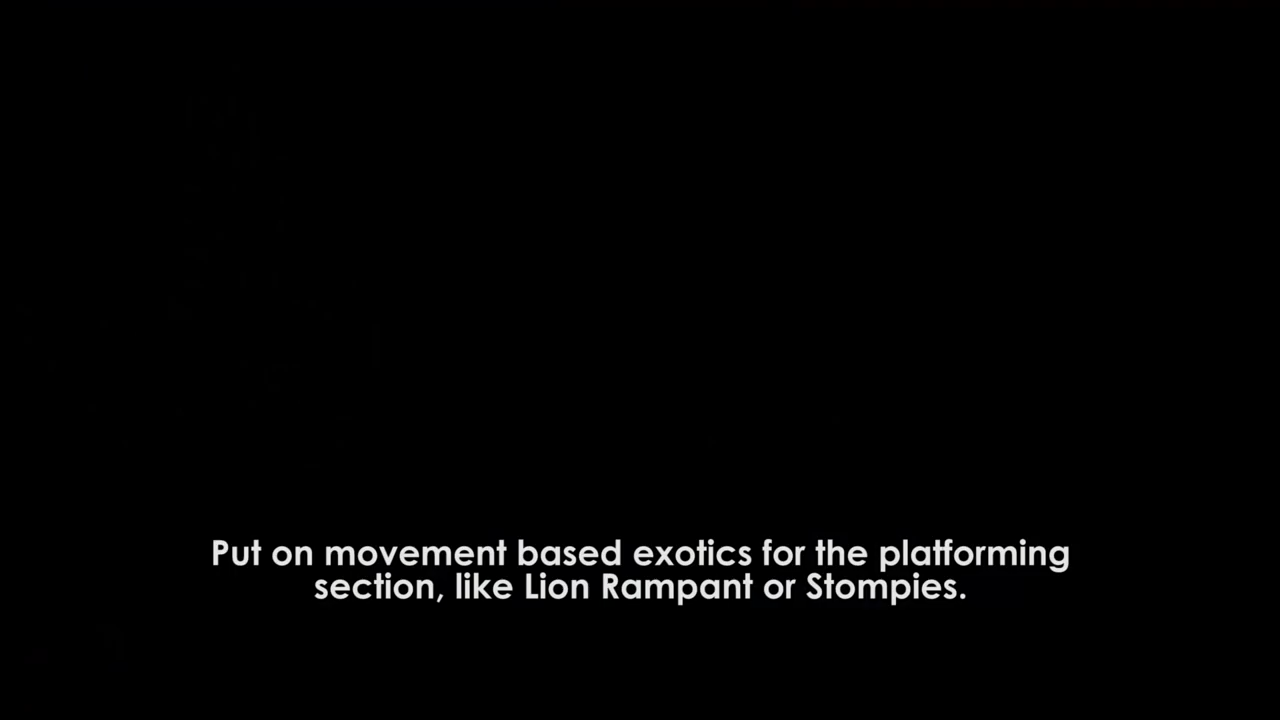 Put on movement based exotics for the platforming
section, like Lion Rampant or Stompies.